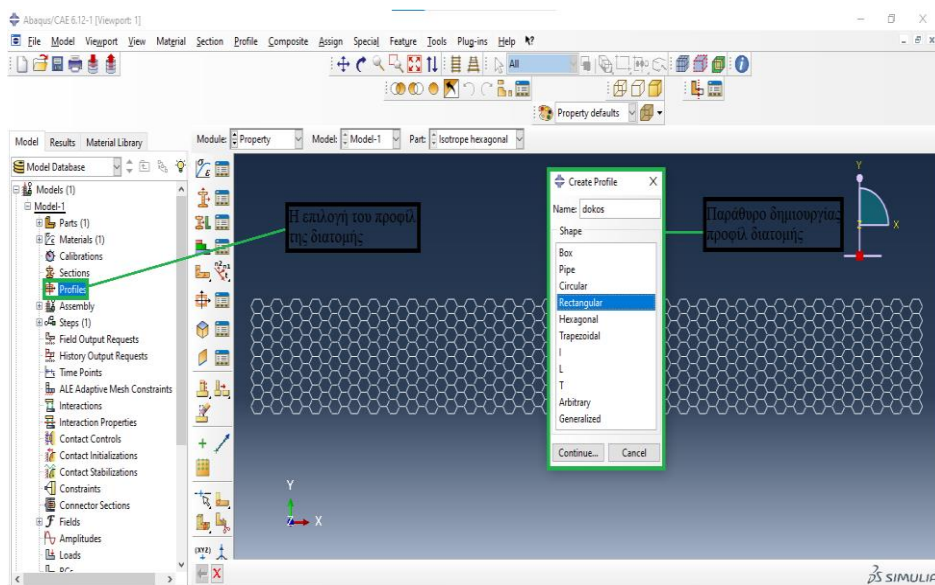 Abaqus/CAE 6.12-1 [Viewport: 1]
File Model Viewport View Material Section Profile Composite Assign Special Feature Tools Plug-ins Help
All
Property defaults
Model Results Material Library
Module: Property Model: Model-1 Part: Isotrope hexagonal
Model Database
Models (1)
Model-1
Parts (1)
Materials (1)
Calibrations
Sections
Profiles
Assembly
Steps (1)
Field Output Requests
History Output Requests
Time Points
ALE Adaptive Mesh Constraints
Interactions
Interaction Properties
Contact Controls
Contact Initializations
Contact Stabilizations
Constraints
Connector Sections
Fields
Amplitudes
Loads
BCs
Η επιλογή του προφίλ
της διατομής
Create Profile X
Name: dokos
Shape
Box
Pipe
Circular
Rectangular
Hexagonal
Trapezoidal
I
L
T
Arbitrary
Generalized
Continue... Cancel
Παράθυρο δημιουργίας
προφίλ διατομής
Y
X
Z
Y
Z X
(XYZ)
SIMULIA